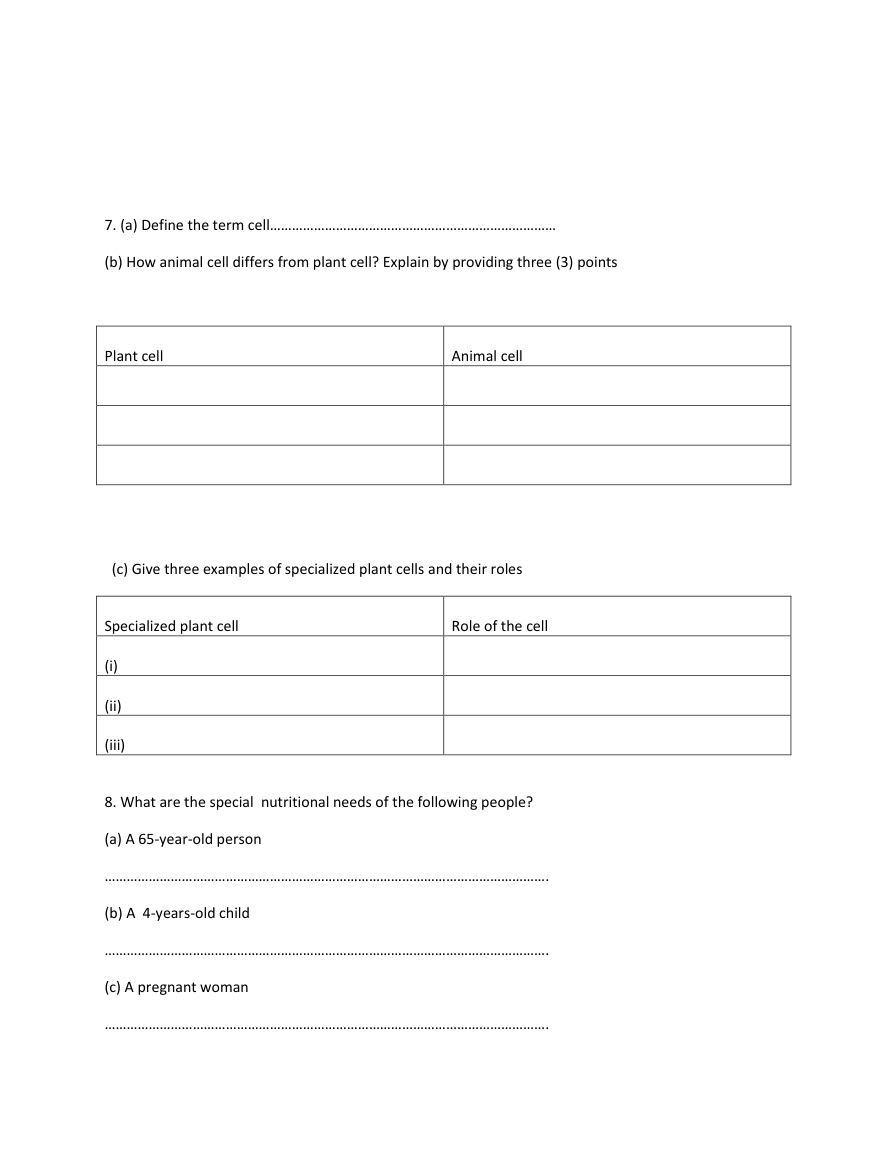 7. (a) Define the term cell……………………………………………………………………
(b) How animal cell differs from plant cell? Explain by providing three (3) points
Plant cell Animal cell
(c) Give three examples of specialized plant cells and their roles
Specialized plant cell Role of the cell
(i)
(ii)
(iii)
8. What are the special  nutritional needs of the following people?
(a) A 65-year-old person
………………………………………………………………………………………………………….
(b) A  4-years-old child
………………………………………………………………………………………………………….
(c) A pregnant woman
………………………………………………………………………………………………………….